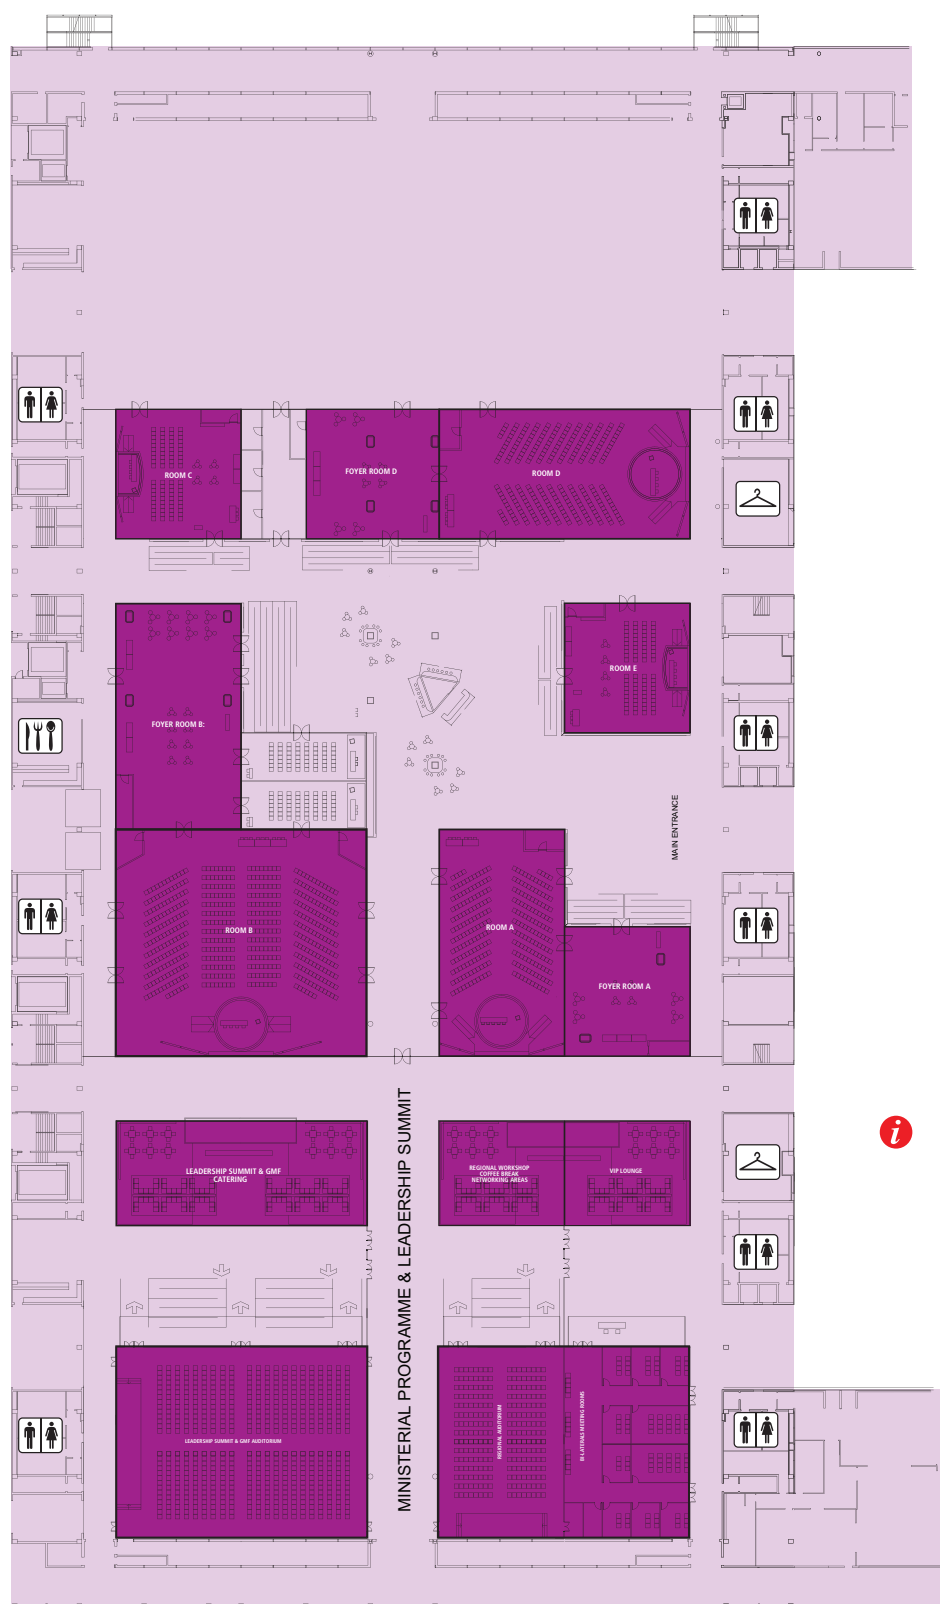 ROOM C
FOYER ROOM D
ROOM D
ROOM E
FOYER ROOM B:
MAIN ENTRANCE
ROOM B
ROOM A
FOYER ROOM A
MINISTERIAL PROGRAMME & LEADERSHIP SUMMIT
LEADERSHIP SUMMIT & GMF
CATERING
REGIONAL WORKSHOP
COFFEE BREAK
NETWORKING AREAS
VIP LOUNGE
i
LEADERSHIP SUMMIT & GMF AUDITORIUM
REGIONAL AUDITORIUM
BI-LATERALS MEETING ROOMS